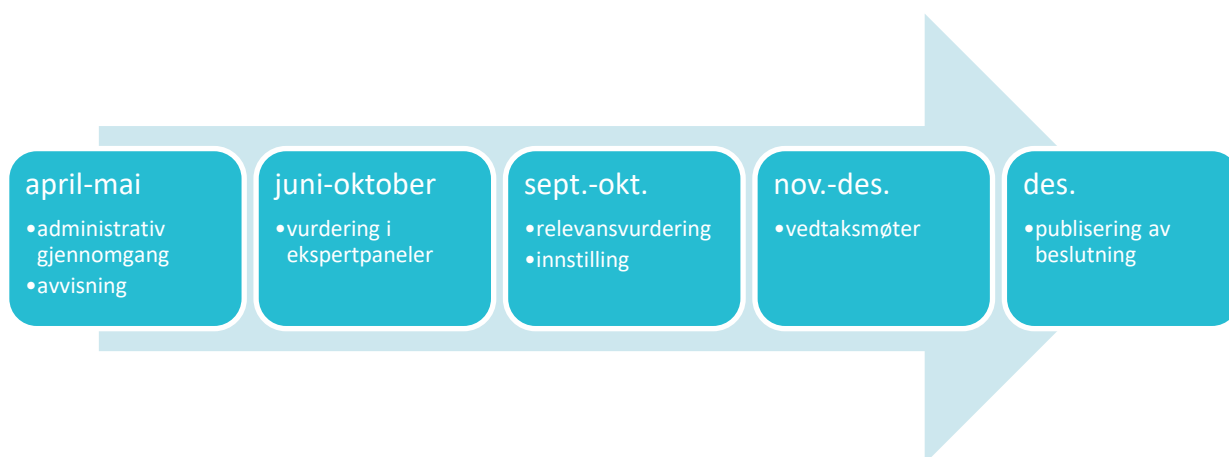 april-mai
•administrativ
gjennomgang
•avvisning
juni-oktober
•vurdering i
ekspertpaneler
sept.-okt.
•relevansvurdering
•innstilling
nov.-des.
•vedtaksmøter
des.
•publisering av
beslutning